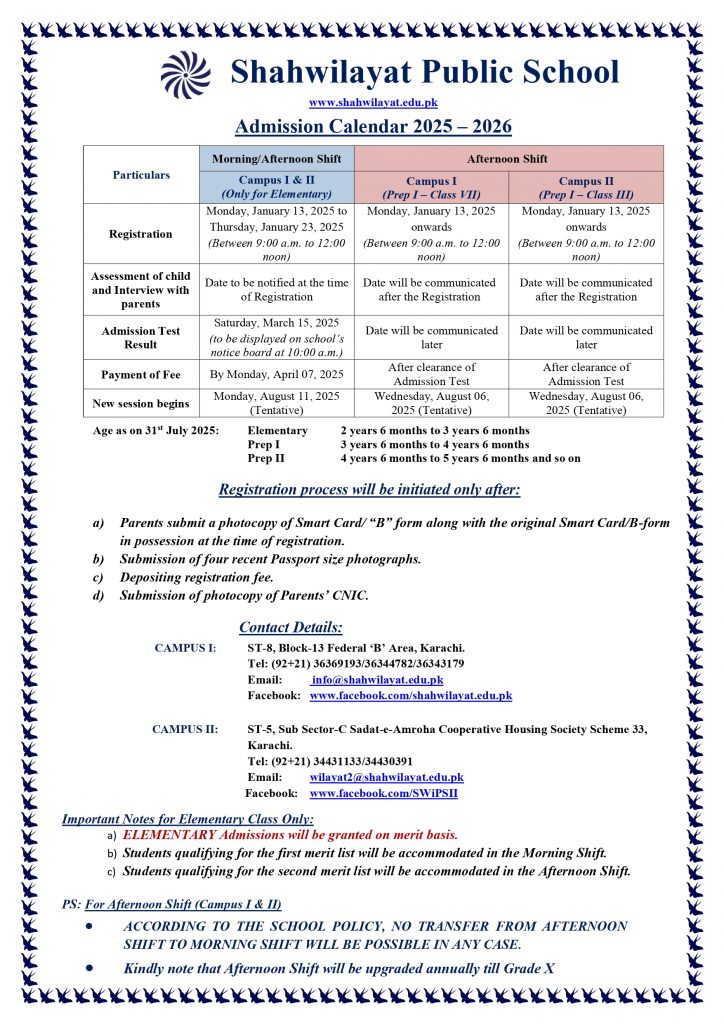 Shahwilayat Public School
www.shahwilayat.edu.pk
Admission Calendar 2025 – 2026
Particulars
Morning/Afternoon Shift
Afternoon Shift
Campus I & II
(Only for Elementary)
Campus I
(Prep I – Class VII)
Campus II
(Prep I – Class III)
Registration
Monday, January 13, 2025 to
Thursday, January 23, 2025
(Between 9:00 a.m. to 12:00
noon)
Monday, January 13, 2025
onwards
(Between 9:00 a.m. to 12:00
noon)
Monday, January 13, 2025
onwards
(Between 9:00 a.m. to 12:00
noon)
Assessment of child
and Interview with
parents
Date to be notified at the time
of Registration
Date will be communicated
after the Registration
Date will be communicated
after the Registration
Admission Test
Result
Saturday, March 15, 2025
(to be displayed on school's
notice board at 10:00 a.m.)
Date will be communicated
later
Date will be communicated
later
Payment of Fee
By Monday, April 07, 2025
After clearance of
Admission Test
After clearance of
Admission Test
New session begins
Monday, August 11, 2025
(Tentative)
Wednesday, August 06,
2025 (Tentative)
Wednesday, August 06,
2025 (Tentative)
Age as on 31st July 2025: Elementary 2 years 6 months to 3 years 6 months
Prep I 3 years 6 months to 4 years 6 months
Prep II 4 years 6 months to 5 years 6 months and so on
Registration process will be initiated only after:
a) Parents submit a photocopy of Smart Card/ “B” form along with the original Smart Card/B-form
in possession at the time of registration.
b) Submission of four recent Passport size photographs.
c) Depositing registration fee.
d) Submission of photocopy of Parents’ CNIC.
Contact Details:
CAMPUS I: ST-8, Block-13 Federal ‘B’ Area, Karachi.
Tel: (92+21) 36369193/36344782/36343179
Email: info@shahwilayat.edu.pk
Facebook: www.facebook.com/shahwilayat.edu.pk
CAMPUS II: ST-5, Sub Sector-C Sadat-e-Amroha Cooperative Housing Society Scheme 33,
Karachi.
Tel: (92+21) 34431133/34430391
Email: wilayat2@shahwilayat.edu.pk
Facebook: www.facebook.com/SWiPSII
Important Notes for Elementary Class Only:
a) ELEMENTARY Admissions will be granted on merit basis.
b) Students qualifying for the first merit list will be accommodated in the Morning Shift.
c) Students qualifying for the second merit list will be accommodated in the Afternoon Shift.
PS: For Afternoon Shift (Campus I & II)
• ACCORDING TO THE SCHOOL POLICY, NO TRANSFER FROM AFTERNOON
SHIFT TO MORNING SHIFT WILL BE POSSIBLE IN ANY CASE.
• Kindly note that Afternoon Shift will be upgraded annually till Grade X